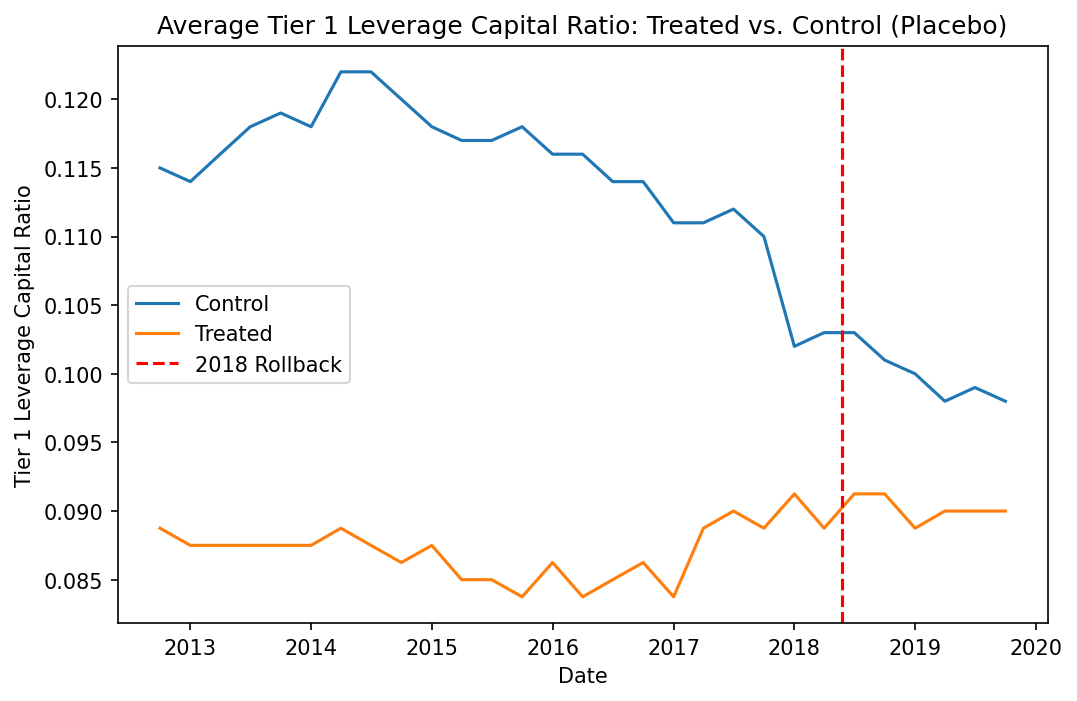 Average Tier 1 Leverage Capital Ratio: Treated vs. Control (Placebo)
Tier 1 Leverage Capital Ratio
0.120
0.115
0.110
0.105
0.100
0.095
0.090
0.085
Control
Treated
2018 Rollback
2013 2014 2015 2016 2017 2018 2019 2020
Date